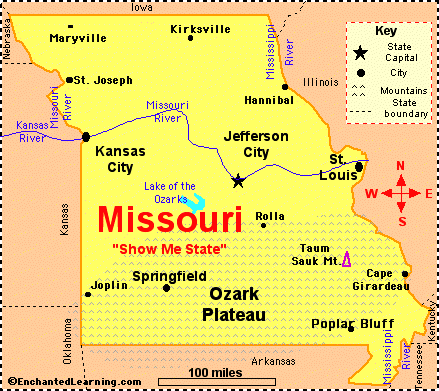 Iowa
Nebraska
Maryville
Kirksville
Mississippi
River
Key
State
Capital
City
Mountains
State
boundary
St. Joseph
Missouri
River
Hannibal
Illinois
Missouri
River
Kansas
River
Kansas
City
Jefferson
City
St.
Louis
N
W
E
S
Lake of the
Ozarks
Kansas
Missouri
Rolla
"Show Me State"
Taum
Sauk Mt.
Cape
Girardeau
Springfield
Joplin
Ozark
Plateau
Poplar Bluff
Oklahoma
Arkansas
Mississippi
River
Tennessee
Kentucky
100 miles
©EnchantedLearning.com